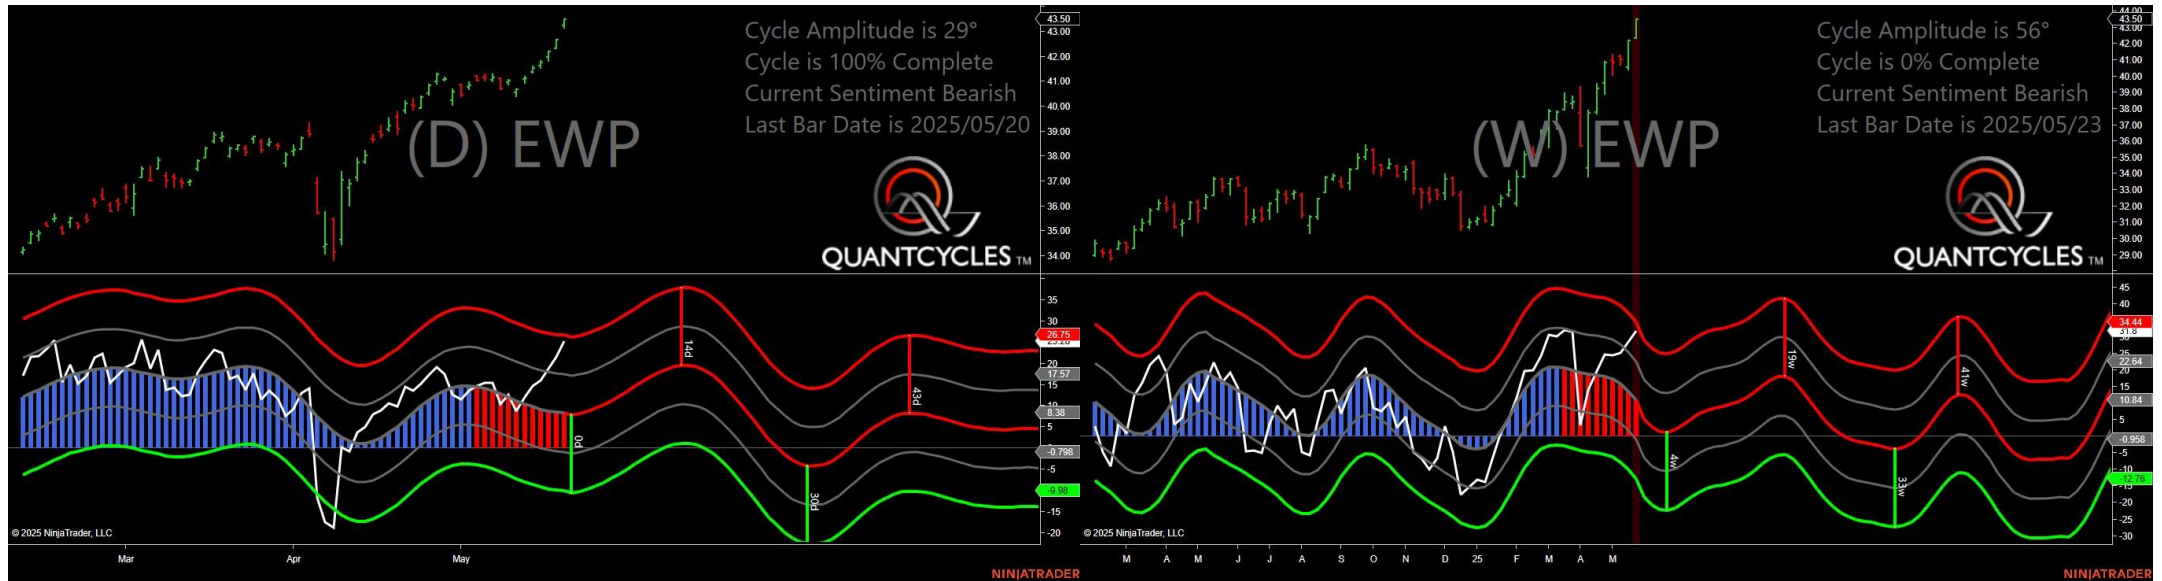 Cycle Amplitude is 29°
Cycle is 100% Complete
Current Sentiment Bearish
Last Bar Date is 2025/05/20
(D) EWP
QUANTCYCLES TM
43.50
43.00
42.00
41.00
40.00
39.00
38.00
37.00
36.00
35.00
34.00
35
30
26.75
20
17.57
15
10
8.38
5
-0.798
-5
-9.98
-15
-20
0d
14d
30d
43d
© 2025 NinjaTrader, LLC
Mar Apr May
NINJATRADER
Cycle Amplitude is 56°
Cycle is 0% Complete
Current Sentiment Bearish
Last Bar Date is 2025/05/23
(W) EWP
QUANTCYCLES TM
44.00
43.50
43.00
42.00
41.00
40.00
39.00
38.00
37.00
36.00
35.00
34.00
33.00
32.00
31.00
30.00
29.00
45
40
34.44
31.8
25
22.64
20
15
10.84
5
-0.958
-5
-10
-12.76
-15
-20
-25
-30
4w
19w
33w
41w
© 2025 NinjaTrader, LLC
M A M J J A S O N D 25 F M A M
NINJATRADER